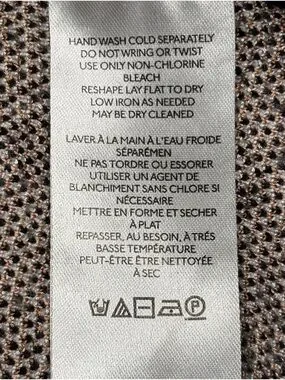 HAND WASH COLD SEPARATELY
DO NOT WRING OR TWIST
USE ONLY NON-CHLORINE
BLEACH
RESHAPE LAY FLAT TO DRY
LOW IRON AS NEEDED
MAY BE DRY CLEANED
LAVER À LA MAIN À L'EAU FROIDE
SÉPARÉMEN
NE PAS TORDRE OU ESSORER
UTILISER UN AGENT DE
BLANCHIMENT SANS CHLORE SI
NÉCESSAIRE
METTRE EN FORME ET SECHER
À PLAT
REPASSER, AU BESOIN, À TRÉS
BASSE TEMPÉRATURE
PEUT-ÊTRE ÊTRE NETTOYÉE
À SEC
P